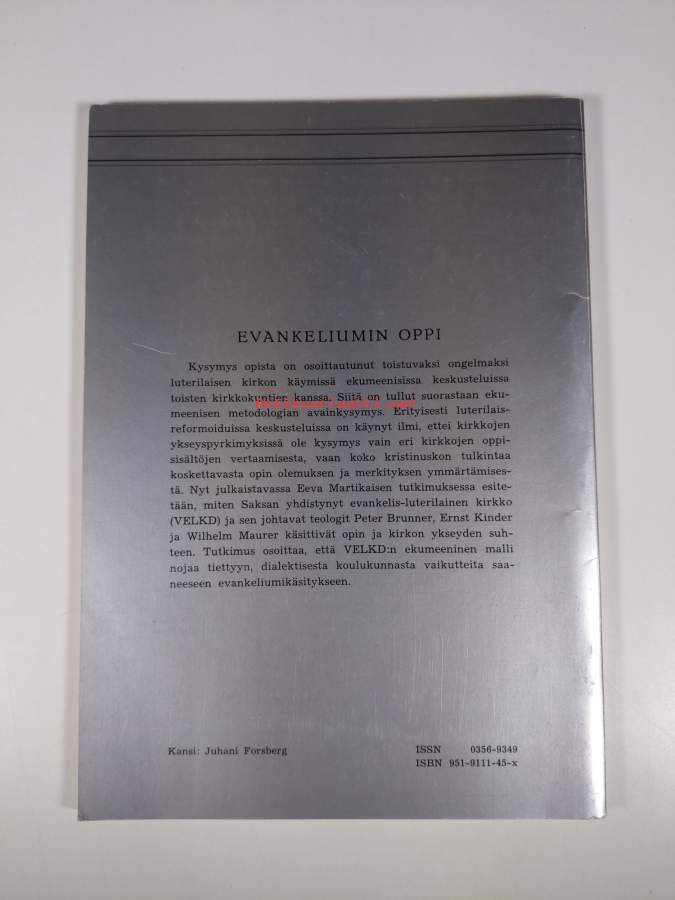 EVANKELIUMIN OPPI
Kysymys opista on osoittautunut toistuvaksi ongelmaksi
luterilaisen kirkon käymissä ekumeenisissa keskusteluissa
toisten kirkkokuntien kanssa. Siitä on tullut suorastaan eku-
meenisen metodologian avainkysymys. Erityisesti luterilais-
reformoiduissa keskusteluissa on käynyt ilmi, ettei kirkkojen
ykseyspyrkimyksissä ole kysymys vain eri kirkkojen oppi-
sisältöjen vertaamisesta, vaan koko kristinuskon tulkintaa
koskettavasta opin olemuksen ja merkityksen ymmärtämises-
tä. Nyt julkaistavassa Eeva Martikaisen tutkimuksessa esite-
tään, miten Saksan yhdistynyt evankelis-luterilainen kirkko
(VELKD) ja sen johtavat teologit Peter Brunner, Ernst Kinder
ja Wilhelm Maurer käsittivät opin ja kirkon ykseyden suh-
teen. Tutkimus osoittaa, että VELKD:n ekumeeninen malli
nojaa tiettyyn, dialektisesta koulukunnasta vaikutteita saa-
neeseen evankeliumikäsitykseen.
Kansi: Juhani Forsberg
ISSN 0356-9349
ISBN 951-9111-45-x